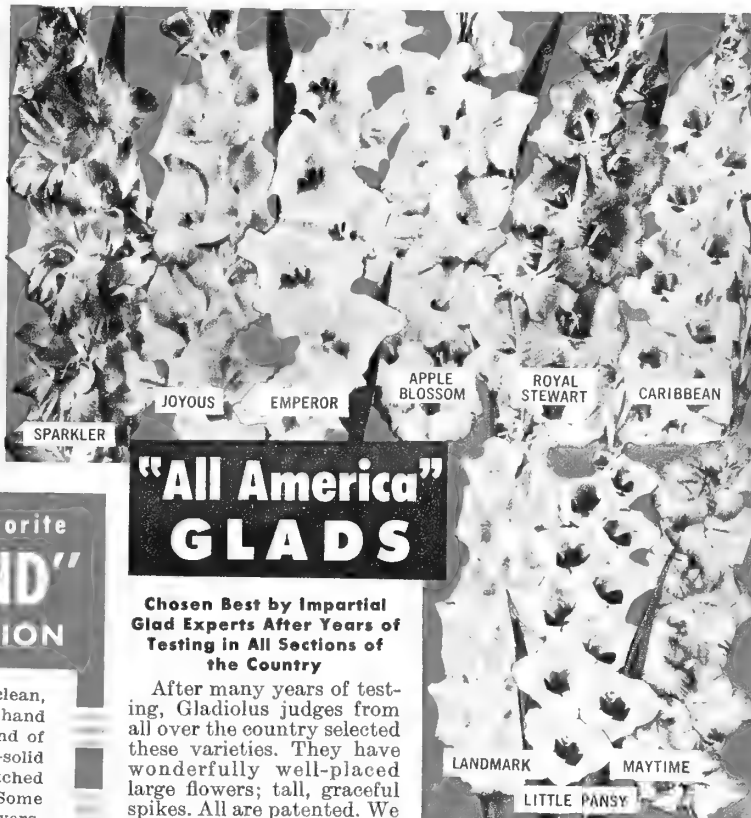 SPARKLER
JOYOUS
EMPEROR
APPLE
BLOSSOM
ROYAL
STEWART
CARIBBEAN
"All America"
GLADS
Chosen Best by Impartial
Glad Experts After Years of
Testing in All Sections of
the Country
After many years of test-
ing, Gladiolus judges from
all over the country selected
these varieties. They have
wonderfully well-placed
large flowers; tall, graceful
spikes. All are patented. We
LANDMARK
LITTLE PANSY
MAYTIME
orite
ND"
ION
clean,
hand
nd of
-solid
tched
Some